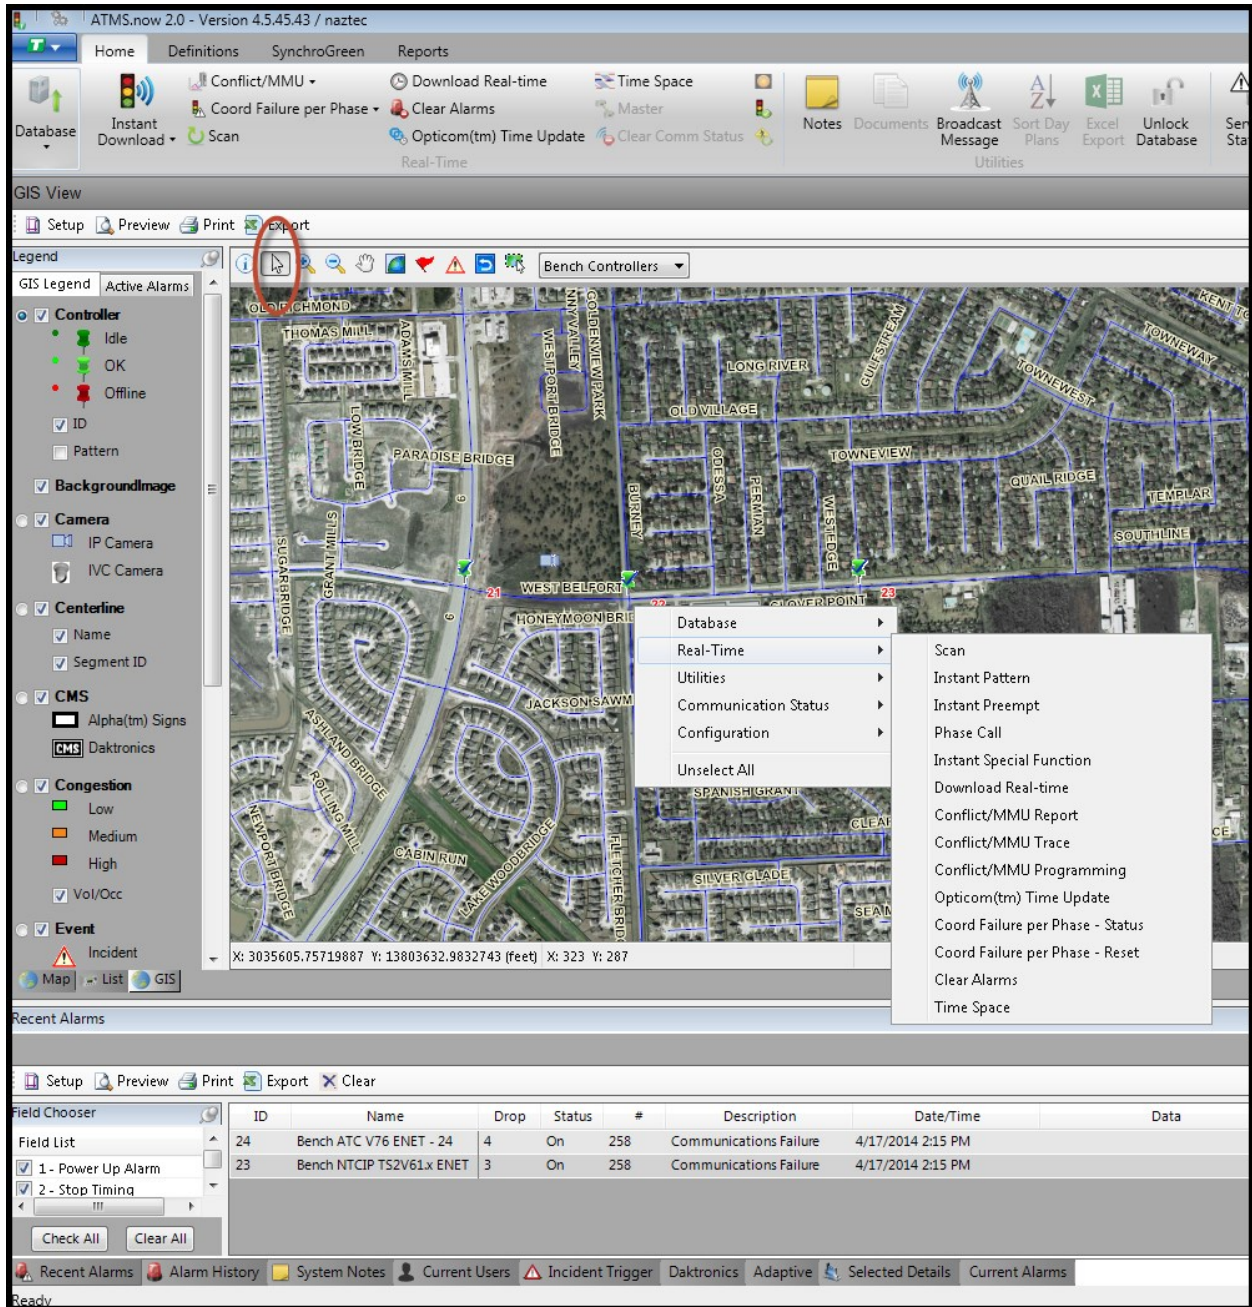 ATMS.now 2.0 - Version 4.5.45.43 / naztec
Home Definitions SynchroGreen Reports
Database
Instant Download
Conflict/MMU
Coord Failure per Phase
Scan
Download Real-time
Clear Alarms
Opticom(tm) Time Update
Time Space
Master
Clear Comm Status
Real-Time
Notes
Documents
Broadcast Message
Sort Day Plans
Excel Export
Unlock Database
Utilities
GIS View
Setup Preview Print Export
Legend
GIS Legend Active Alarms
Bench Controllers
Controller
Idle
OK
Offline
ID
Pattern
BackgroundImage
Camera
IP Camera
IVC Camera
Centerline
Name
Segment ID
CMS
Alpha(tm) Signs
CMS Daktronics
Congestion
Low
Medium
High
Vol/Occ
Event
Incident
Map List GIS
THOMAS MILL
ADAMS MILL
WESTPORT BRIDGE
GOLDENVIEW PARK
LONG RIVER
GULFSTREAM
TOWNEWAY
TOWNEWEST
OLD VILLAGE
LOW BRIDGE
PARADISE BRIDGE
ODESSA
TOWNEVIEW
QUAIL RIDGE
TEMPLAR
BURNEY
PERMIAN
WESTEDGE
SOUTHLINE
6
SUGARBRIDGE
GRANT MILLS
WEST BELFORT
21
22
23
CLOVER POINT
6
HONEYMOON BRI
JACKSON SAWM
ASHLAND BRIDGE
ROLLING MILL
NEWPORT BRIDGE
SPANISH GRANT
CABIN RUN
LAKE WOODBRIDGE
FLETCHER BRID
SILVER GLADE
Database
Real-Time
Utilities
Communication Status
Configuration
Unselect All
Scan
Instant Pattern
Instant Preempt
Phase Call
Instant Special Function
Download Real-time
Conflict/MMU Report
Conflict/MMU Trace
Conflict/MMU Programming
Opticom(tm) Time Update
Coord Failure per Phase - Status
Coord Failure per Phase - Reset
Clear Alarms
Time Space
X: 3035605.75719887 Y: 13803632.9832743 (feet) X: 323 Y: 287
Recent Alarms
Setup Preview Print Export Clear
Field Chooser
Field List
1 - Power Up Alarm
2 - Stop Timing
Check All Clear All
ID Name Drop Status # Description Date/Time Data
24 Bench ATC V76 ENET - 24 4 On 258 Communications Failure 4/17/2014 2:15 PM
23 Bench NTCIP TS2V61.x ENET 3 On 258 Communications Failure 4/17/2014 2:15 PM
Recent Alarms Alarm History System Notes Current Users Incident Trigger Daktronics Adaptive Selected Details Current Alarms
Ready